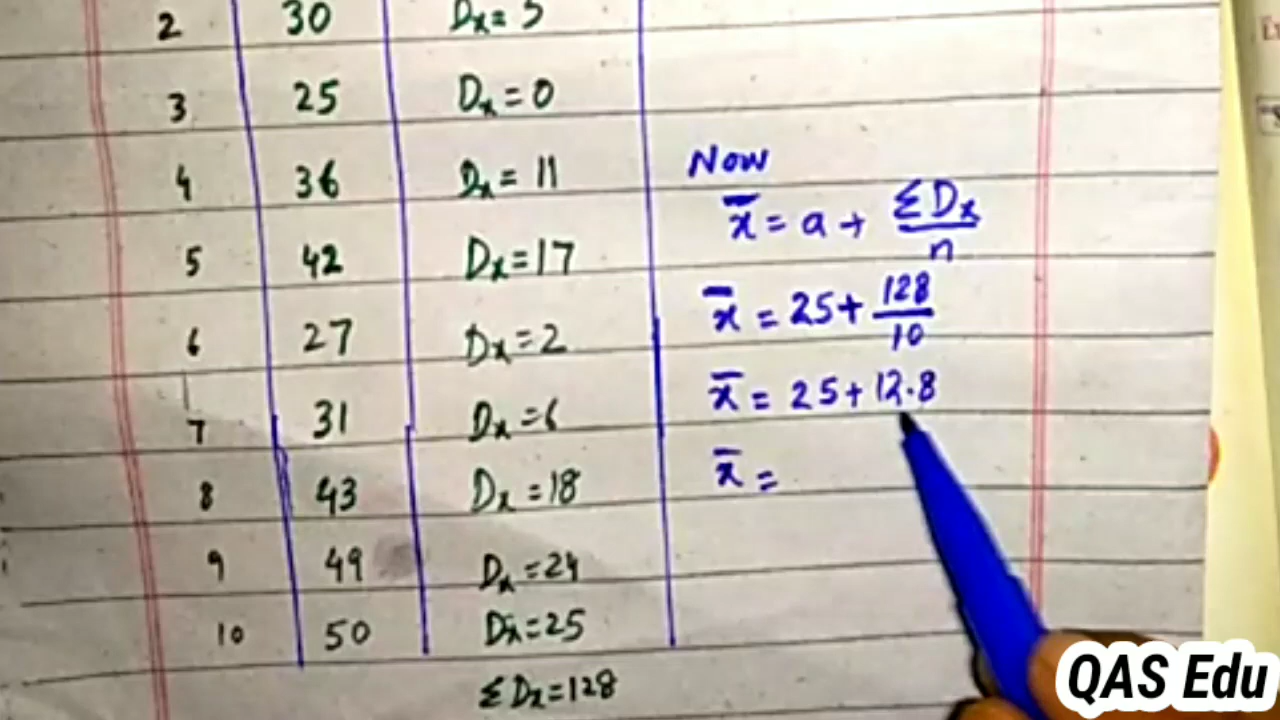 2 30 Dx = 5
3 25 Dx = 0
4 36 Dx = 11
5 42 Dx = 17
6 27 Dx = 2
7 31 Dx = 6
8 43 Dx = 18
9 49 Dx = 24
10 50 Dx = 25
ΣDx = 128
Now
x̄ = a + ΣDx/n
x̄ = 25 + 128/10
x̄ = 25 + 12.8
x̄ =
QAS Edu